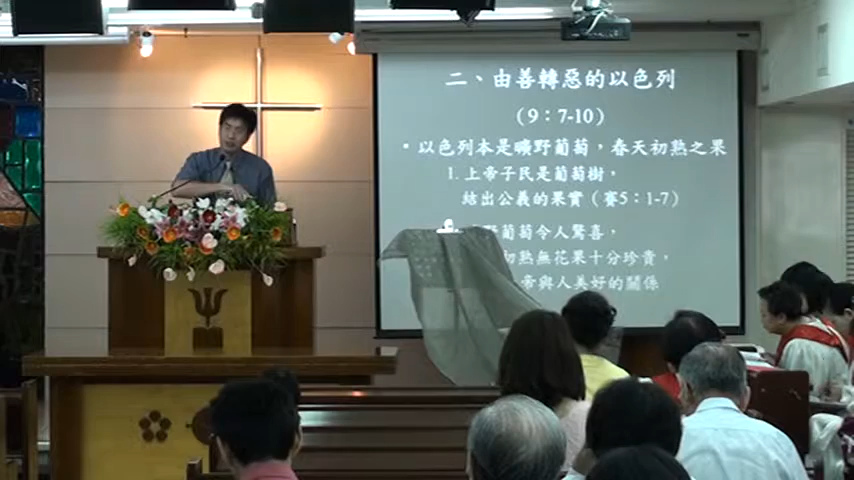 二、由善轉惡的以色列
(9：7-10)
• 以色列本是曠野葡萄，春天初熟之果
1. 上帝子民是葡萄樹，
結出公義的果實（賽5：1-7）
野葡萄令人驚喜，
初熟無花果十分珍貴，
帝與人美好的關係